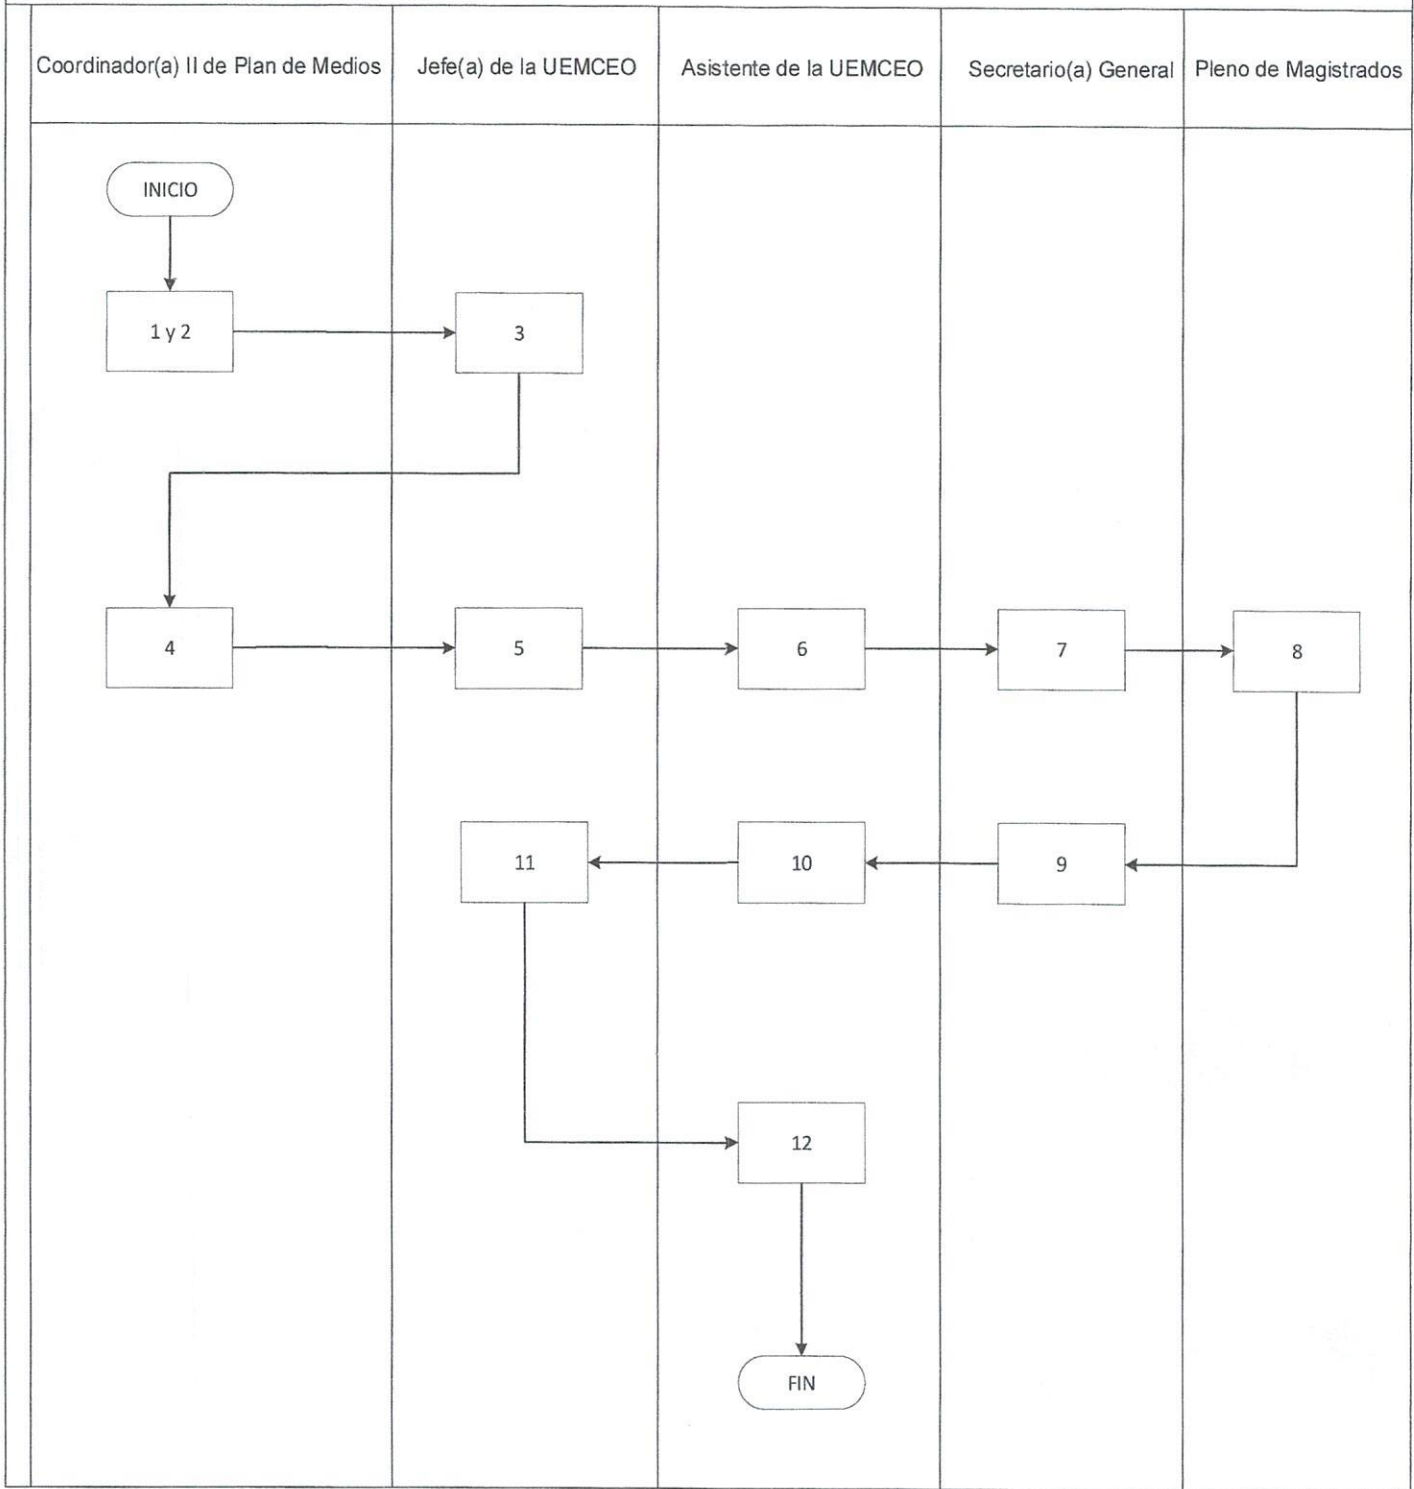 Coordinador(a) II de Plan de Medios
Jefe(a) de la UEMCEO
Asistente de la UEMCEO
Secretario(a) General
Pleno de Magistrados
INICIO
1 y 2
3
4
5
6
7
8
11
10
9
12
FIN